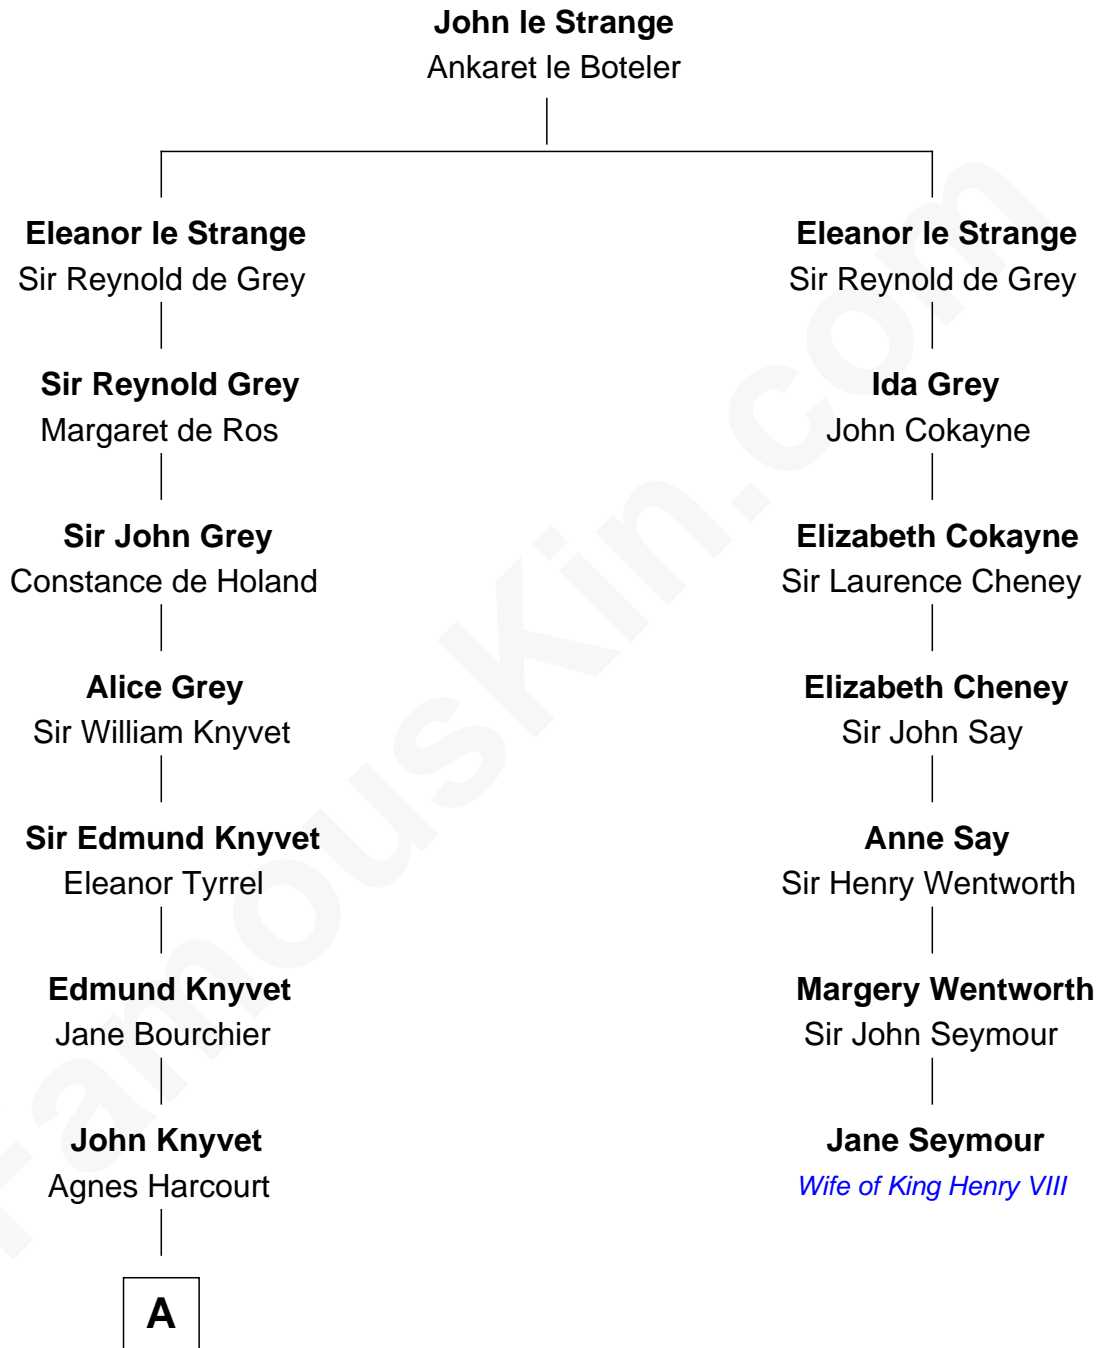 John le Strange
Ankaret le Boteler
Eleanor le Strange
Sir Reynold de Grey
Eleanor le Strange
Sir Reynold de Grey
Sir Reynold Grey
Margaret de Ros
Ida Grey
John Cokayne
Sir John Grey
Constance de Holand
Elizabeth Cokayne
Sir Laurence Cheney
Alice Grey
Sir William Knyvet
Elizabeth Cheney
Sir John Say
Sir Edmund Knyvet
Eleanor Tyrrel
Anne Say
Sir Henry Wentworth
Edmund Knyvet
Jane Bourchier
Margery Wentworth
Sir John Seymour
John Knyvet
Agnes Harcourt
Jane Seymour
Wife of King Henry VIII
A
FamousKin.com